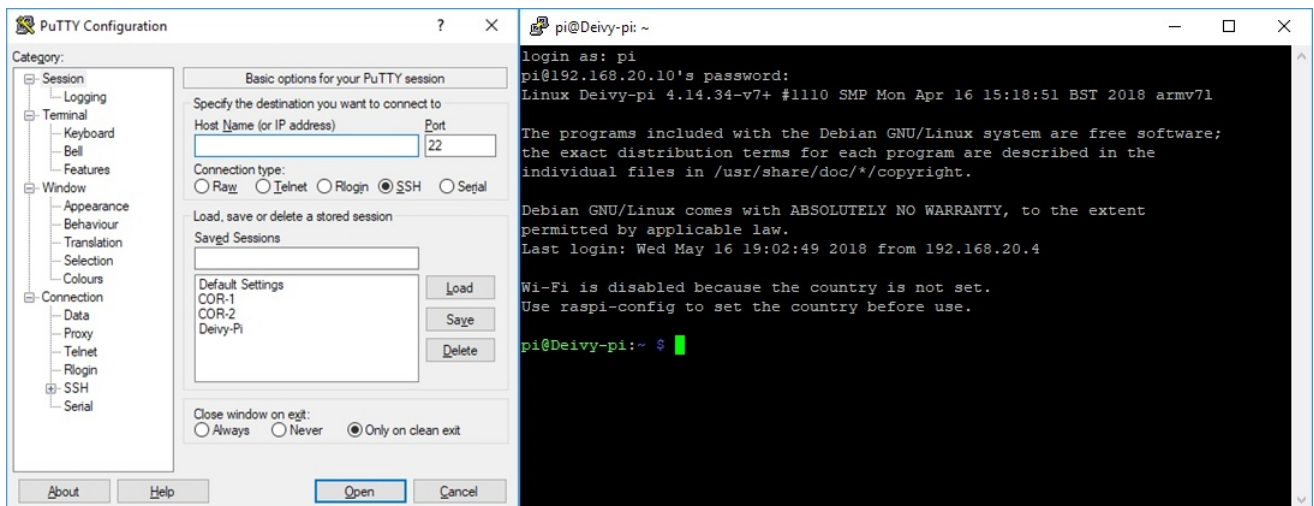 PuTTY Configuration
?
Category:
Session
Logging
Terminal
Keyboard
Bell
Features
Window
Appearance
Behaviour
Translation
Selection
Colours
Connection
Data
Proxy
Telnet
Rlogin
SSH
Serial
Basic options for your PuTTY session
Specify the destination you want to connect to
Host Name (or IP address) Port
22
Connection type:
Raw Telnet Rlogin SSH Serial
Load, save or delete a stored session
Saved Sessions
Default Settings
COR-1
COR-2
Deivy-Pi
Load
Save
Delete
Close window on exit:
Always Never Only on clean exit
About Help Open Cancel
pi@Deivy-pi: ~
login as: pi
pi@192.168.20.10's password:
Linux Deivy-pi 4.14.34-v7+ #1110 SMP Mon Apr 16 15:18:51 BST 2018 armv7l
The programs included with the Debian GNU/Linux system are free software;
the exact distribution terms for each program are described in the
individual files in /usr/share/doc/*/copyright.
Debian GNU/Linux comes with ABSOLUTELY NO WARRANTY, to the extent
permitted by applicable law.
Last login: Wed May 16 19:02:49 2018 from 192.168.20.4
Wi-Fi is disabled because the country is not set.
Use raspi-config to set the country before use.
pi@Deivy-pi:~ $